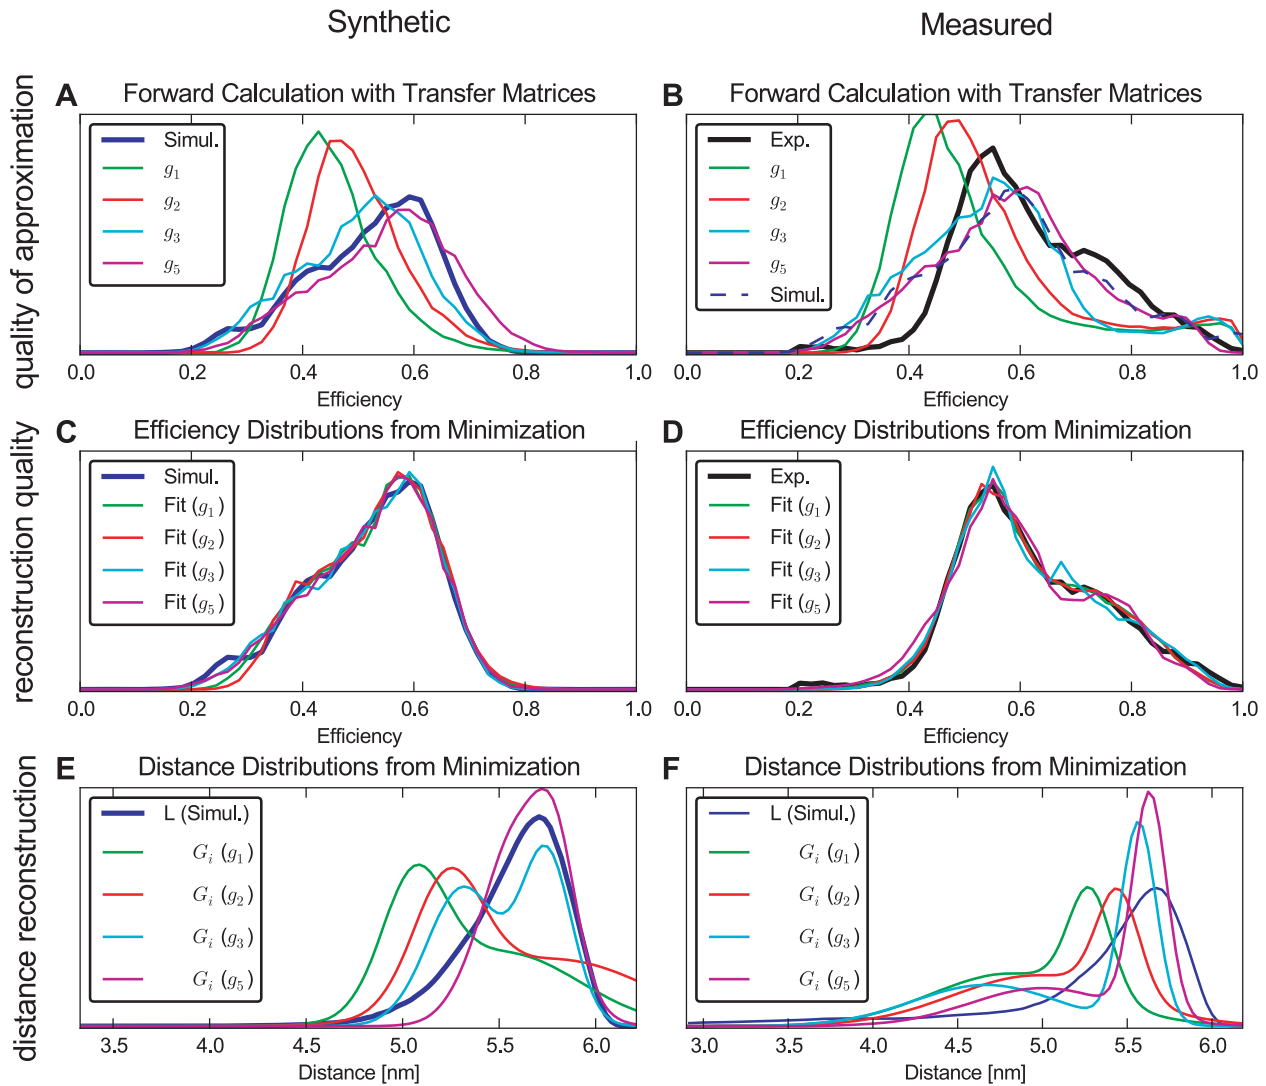 Synthetic
Measured
quality of approximation
A Forward Calculation with Transfer Matrices
Simul.
g1
g2
g3
g5
0.0 0.2 0.4 0.6 0.8 1.0
Efficiency
B Forward Calculation with Transfer Matrices
Exp.
g1
g2
g3
g5
Simul.
0.0 0.2 0.4 0.6 0.8 1.0
Efficiency
reconstruction quality
C Efficiency Distributions from Minimization
Simul.
Fit (g1)
Fit (g2)
Fit (g3)
Fit (g5)
0.0 0.2 0.4 0.6 0.8 1.0
Efficiency
D Efficiency Distributions from Minimization
Exp.
Fit (g1)
Fit (g2)
Fit (g3)
Fit (g5)
0.0 0.2 0.4 0.6 0.8 1.0
Efficiency
distance reconstruction
E Distance Distributions from Minimization
L (Simul.)
Gi (g1)
Gi (g2)
Gi (g3)
Gi (g5)
3.5 4.0 5.0 5.5 6.0
Distance [nm]
F Distance Distributions from Minimization
L (Simul.)
Gi (g1)
Gi (g2)
Gi (g3)
Gi (g5)
2.9 3.0 3.5 4.0 4.5 5.0 5.5 6.0
Distance [nm]